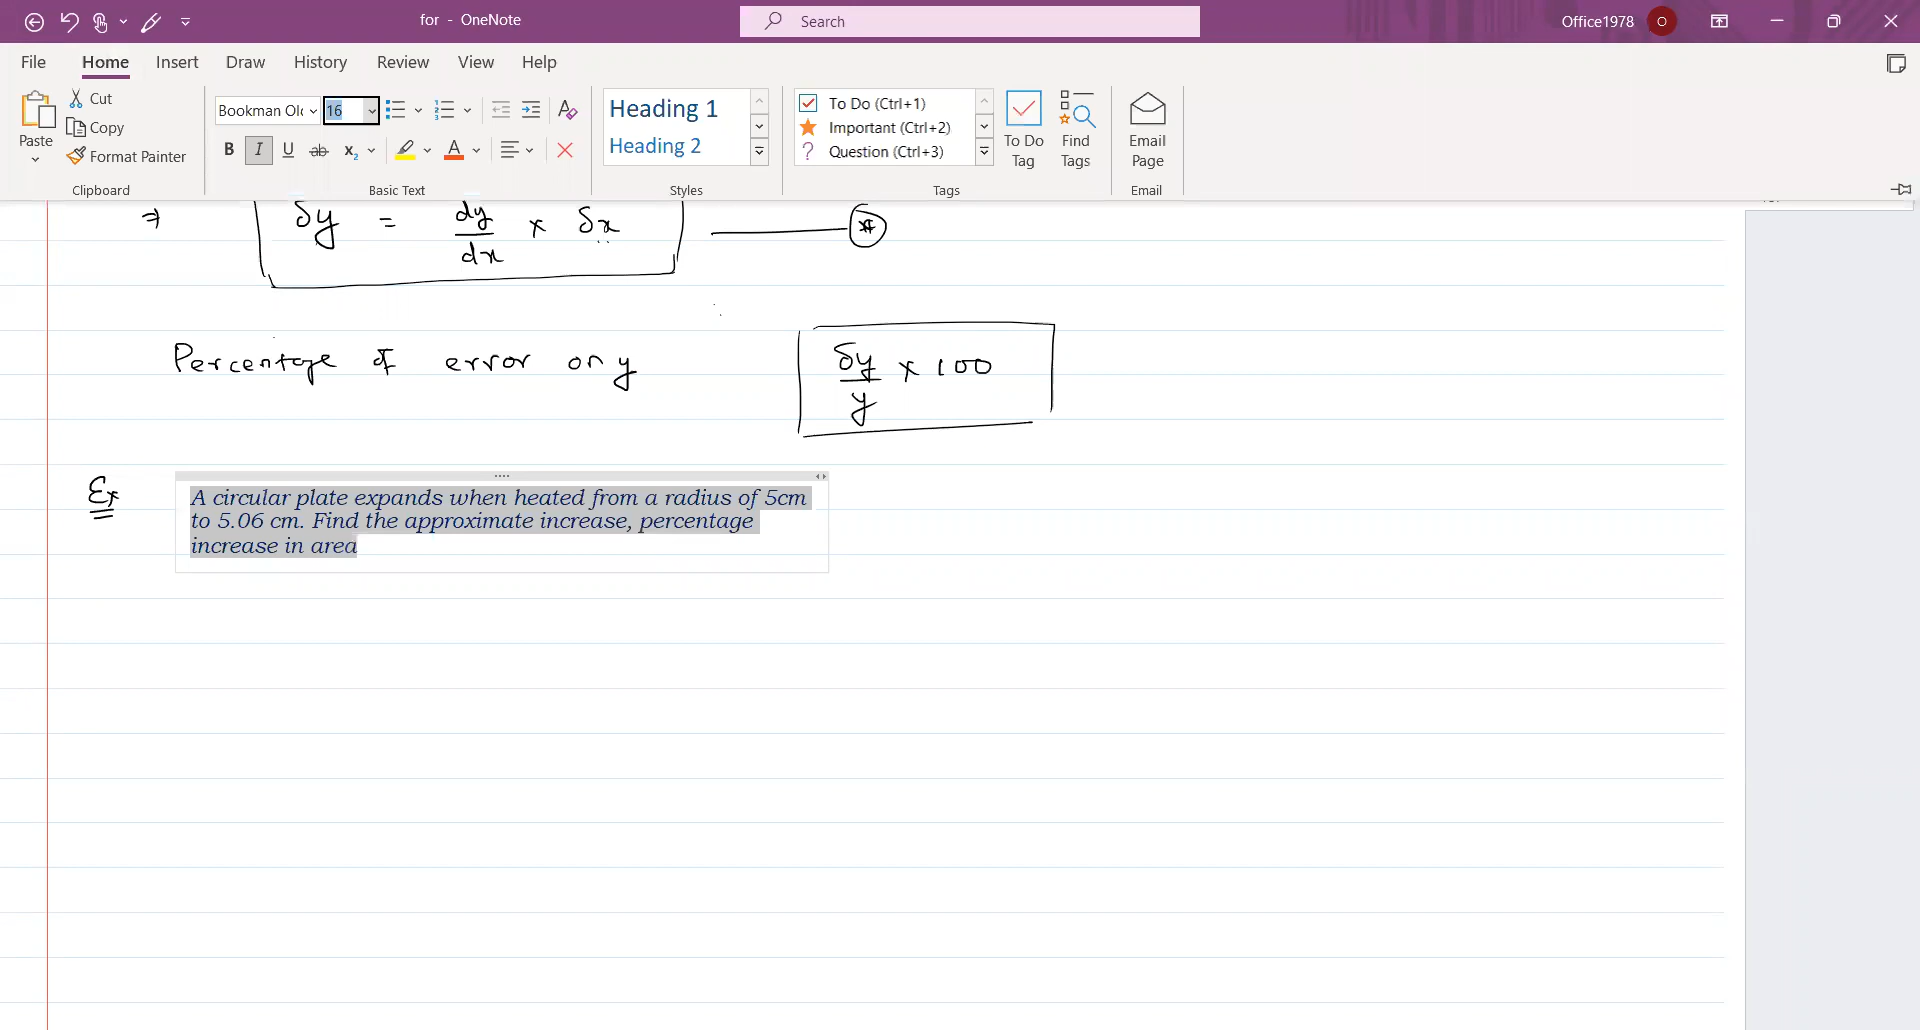 for - OneNote
Search
Office1978
O
File Home Insert Draw History Review View Help
Paste
Cut
Copy
Format Painter
Clipboard
Bookman Ol
16
B I U ab x₂ A
Basic Text
Heading 1
Heading 2
Styles
To Do (Ctrl+1)
Important (Ctrl+2)
Question (Ctrl+3)
To Do Tag
Find Tags
Tags
Email Page
Email
⇒ δy = dy/dx × δx ——— *
Percentage of error on y δy/y × 100
Ex
A circular plate expands when heated from a radius of 5cm
to 5.06 cm. Find the approximate increase, percentage
increase in area